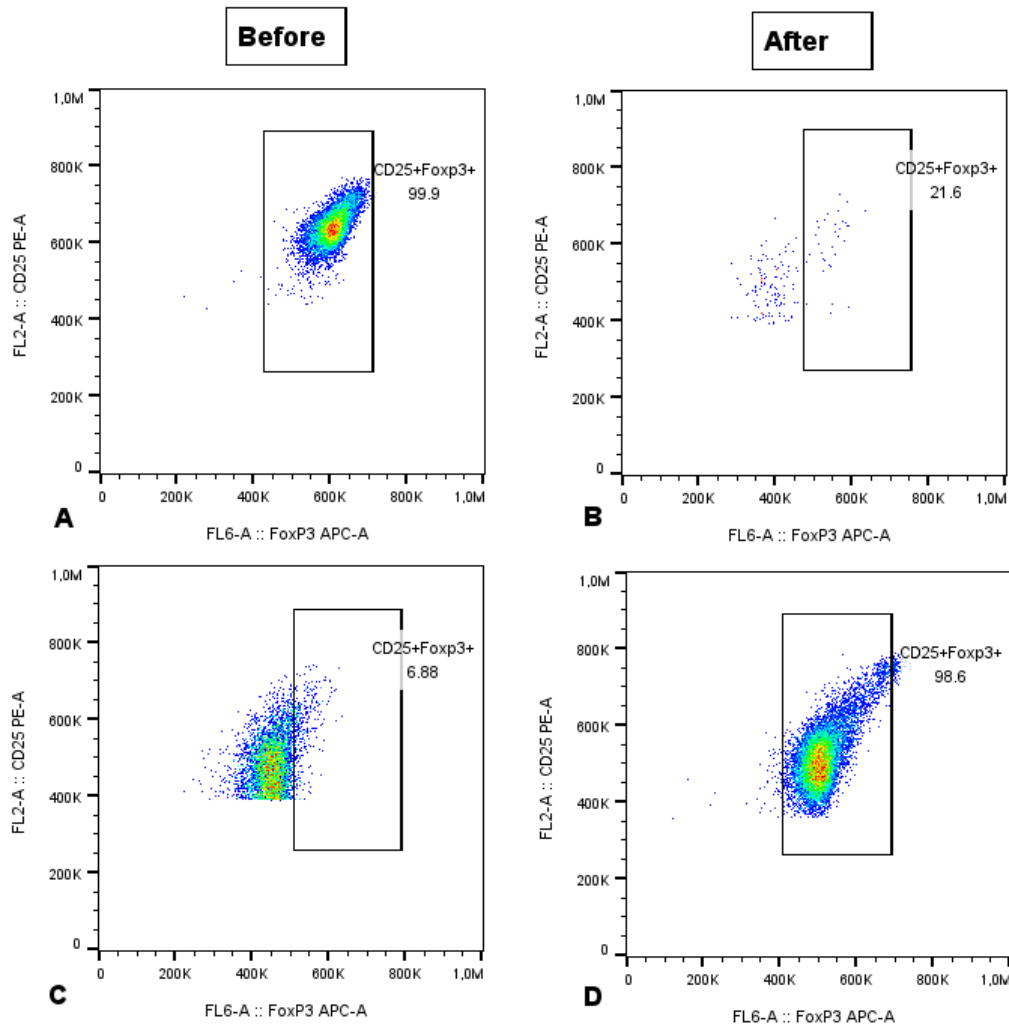 Before
After
1,0M
800K
600K
400K
200K
0
FL2-A :: CD25 PE-A
CD25+Foxp3+
99.9
0
200K
400K
600K
800K
1,0M
FL6-A :: FoxP3 APC-A
A
1,0M
800K
600K
400K
200K
0
FL2-A :: CD25 PE-A
CD25+Foxp3+
21.6
0
200K
400K
600K
800K
1,0M
FL6-A :: FoxP3 APC-A
B
1,0M
800K
600K
400K
200K
0
FL2-A :: CD25 PE-A
CD25+Foxp3+
6.88
0
200K
400K
600K
800K
1,0M
FL6-A :: FoxP3 APC-A
C
1,0M
800K
600K
400K
200K
0
FL2-A :: CD25 PE-A
CD25+Foxp3+
98.6
0
200K
400K
600K
800K
1,0M
FL6-A :: FoxP3 APC-A
D